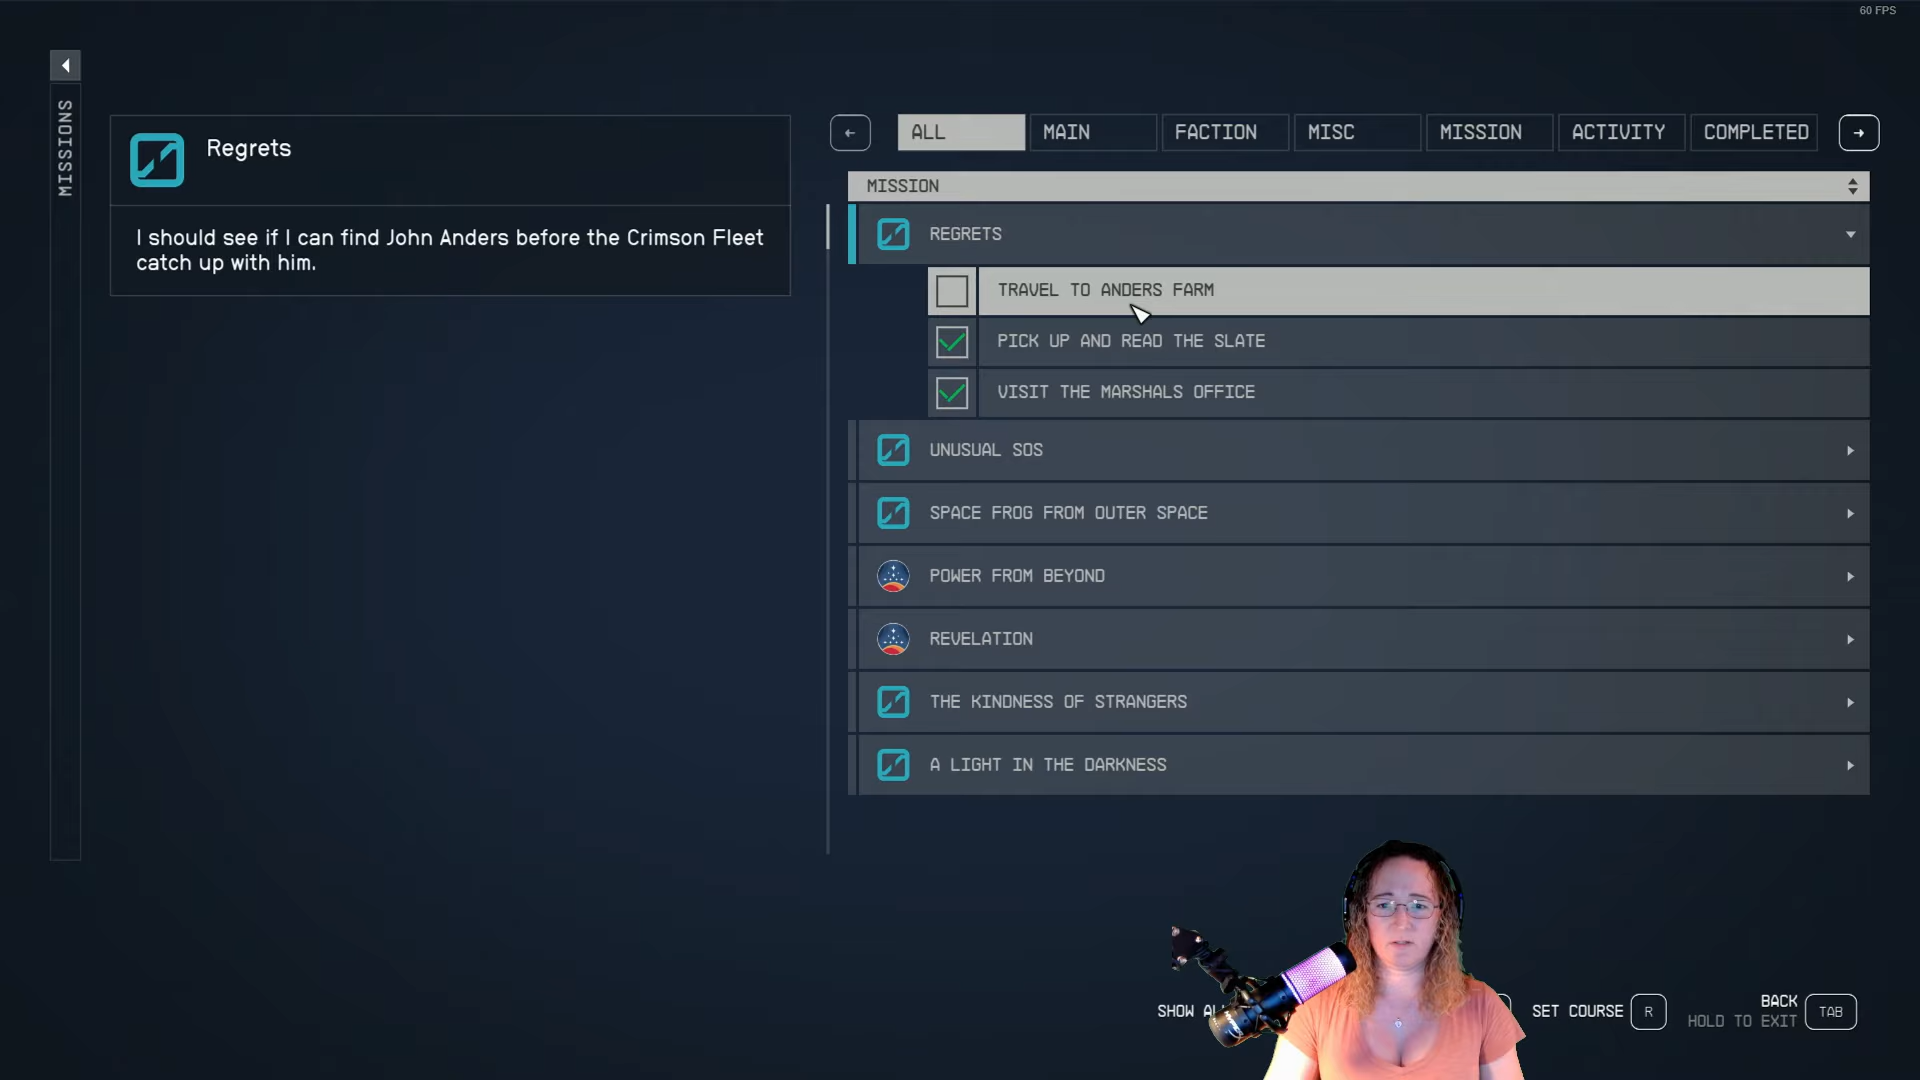 60 FPS
MISSIONS
Regrets
I should see if I can find John Anders before the Crimson Fleet
catch up with him.
ALL MAIN FACTION MISC MISSION ACTIVITY COMPLETED
MISSION
REGRETS
TRAVEL TO ANDERS FARM
PICK UP AND READ THE SLATE
VISIT THE MARSHALS OFFICE
UNUSUAL SOS
SPACE FROG FROM OUTER SPACE
POWER FROM BEYOND
REVELATION
THE KINDNESS OF STRANGERS
A LIGHT IN THE DARKNESS
SHOW
SET COURSE R
BACK
HOLD TO EXIT
TAB